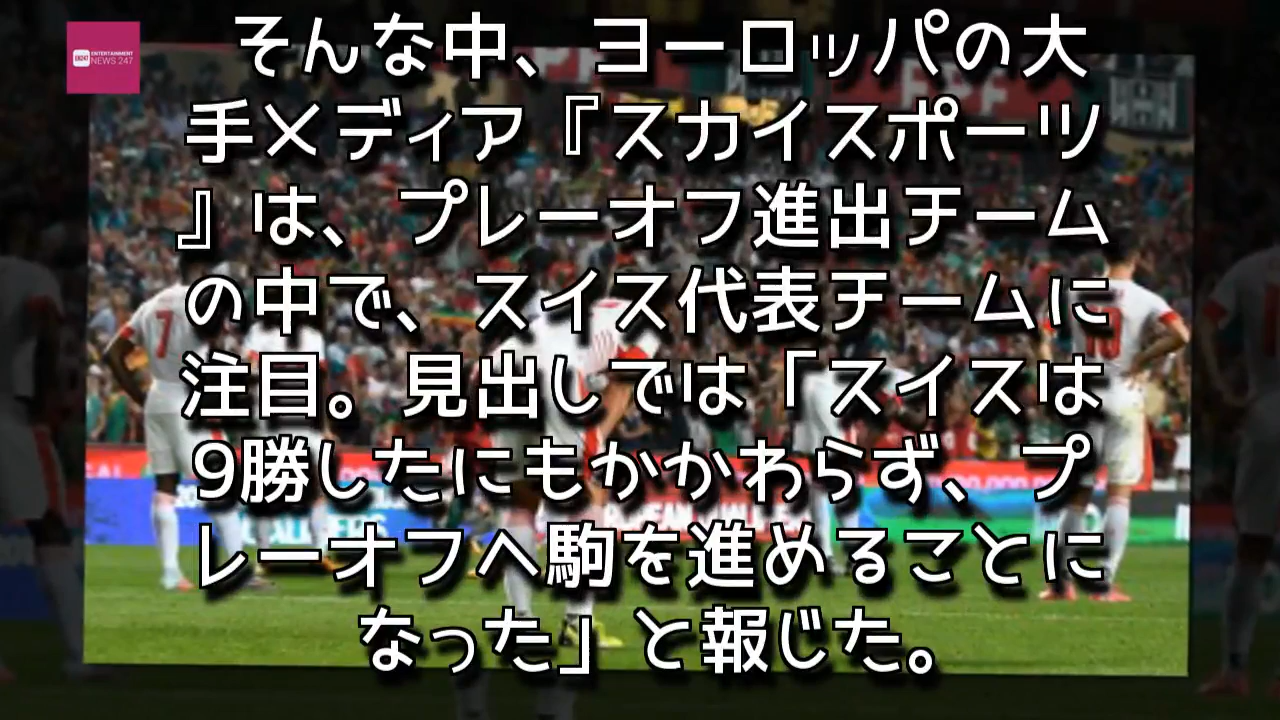 EN247 ENTERTAINMENT
NEWS 247
そんな中、ヨーロッパの大
手メディア『スカイスポーツ
』は、プレーオフ進出チーム
の中で、スイス代表チームに
注目。見出しでは「スイスは
9勝したにもかかわらず、プ
レーオフへ駒を進めることに
なった」と報じた。
7